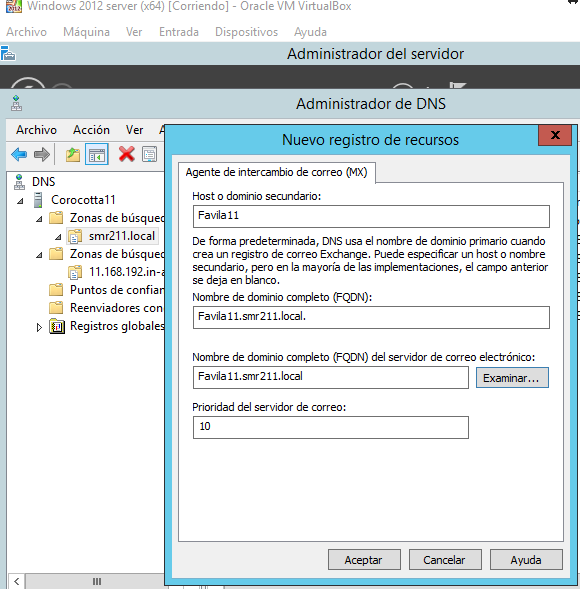 Windows 2012 server (x64) [Corriendo] - Oracle VM VirtualBox
Archivo Máquina Ver Entrada Dispositivos Ayuda
Administrador del servidor
Administrador de DNS
Archivo Acción Ver
Nuevo registro de recursos
x
DNS
Corocotta11
Zonas de búsqued
smr211.local
Zonas de búsqued
11.168.192.in-a
Puntos de confian
Reenviadores con
Registros globales
Agente de intercambio de correo (MX)
Host o dominio secundario:
Favila11
De forma predeterminada, DNS usa el nombre de dominio primario cuando
crea un registro de correo Exchange. Puede especificar un host o nombre
secundario, pero en la mayoría de las implementaciones, el campo anterior
se deja en blanco.
Nombre de dominio completo (FQDN):
Favila11.smr211.local.
Nombre de dominio completo (FQDN) del servidor de correo electrónico:
Favila11.smr211.local
Examinar...
Prioridad del servidor de correo:
10
Aceptar Cancelar Ayuda